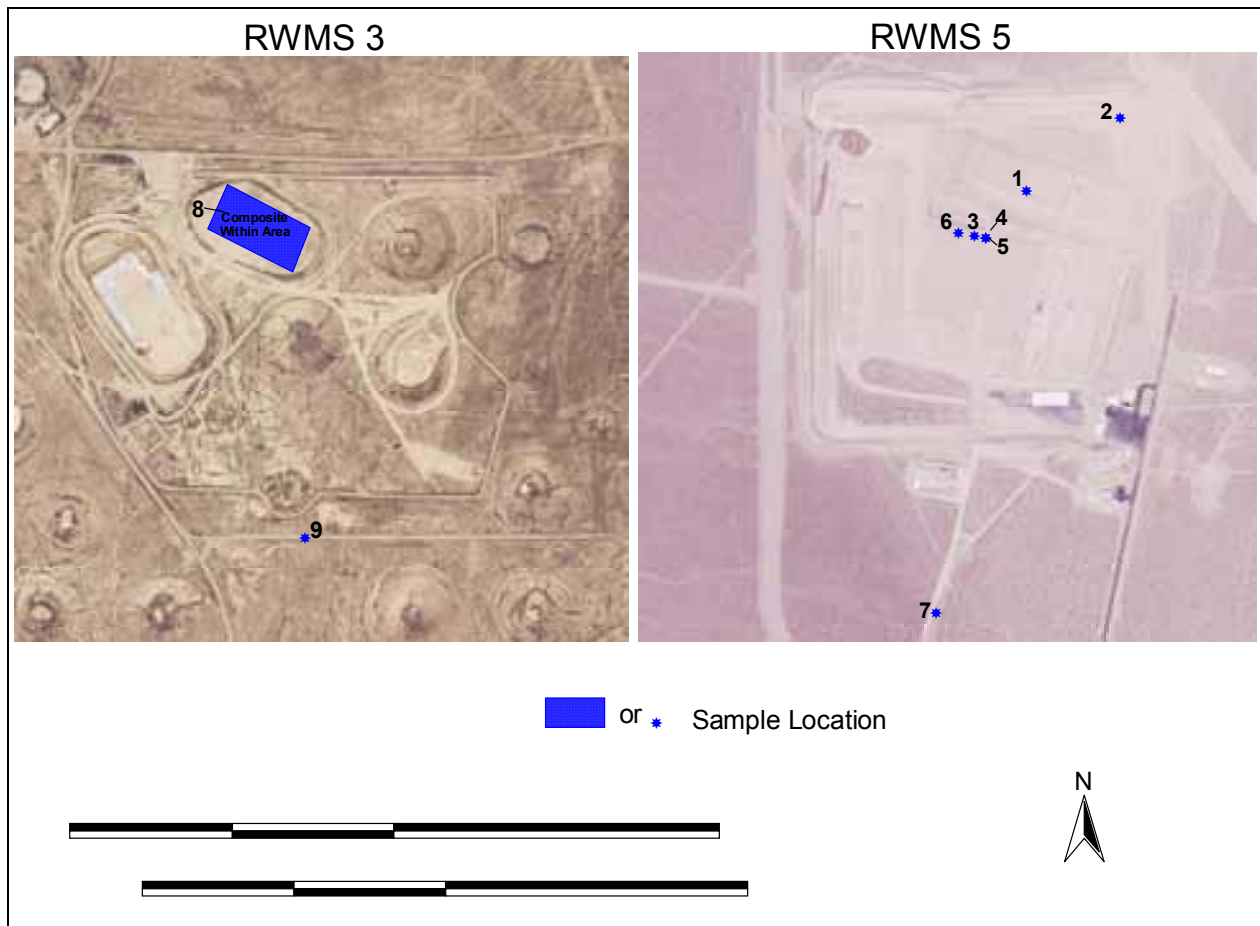 RWMS 3
RWMS 5
8
Composite
Within Area
9
2
1
6 3 4
5
7
or Sample Location
N